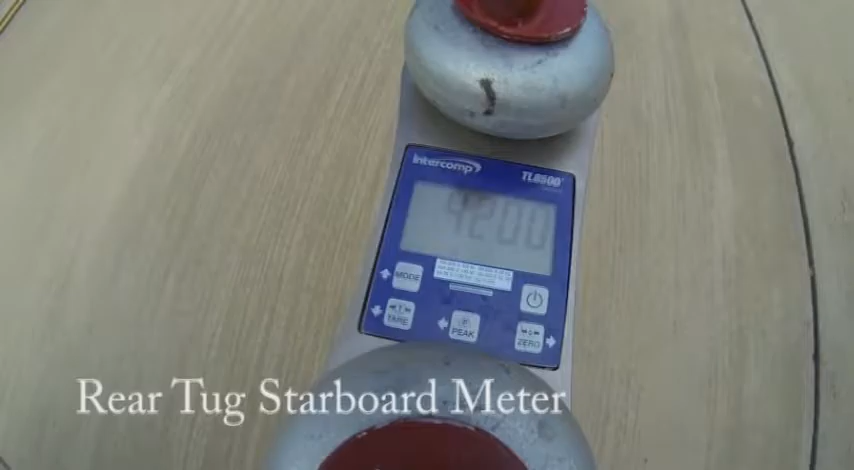 Intercomp
TL8500
4200
MODE
TARE
PEAK
ZERO
Rear Tug Starboard Meter